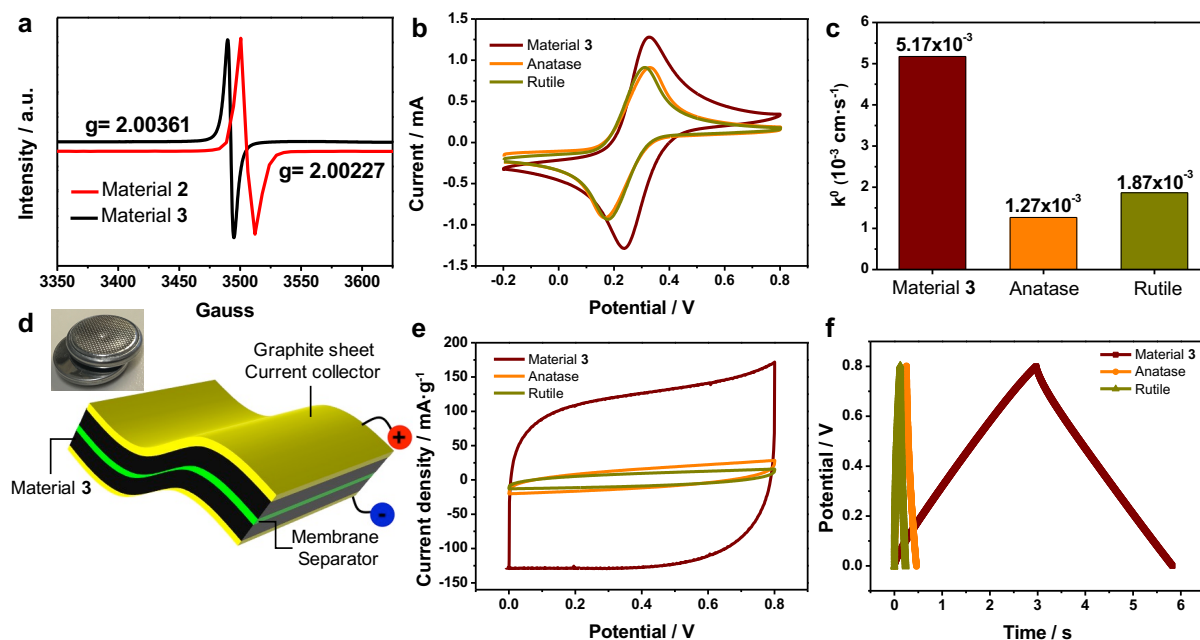 a
Intensity / a.u.
g= 2.00361
g= 2.00227
Material 2
Material 3
3350 3400 3450 3500 3550 3600
Gauss
b
Current / mA
1.5
1.0
0.5
0.0
-0.5
-1.0
-1.5
Material 3
Anatase
Rutile
-0.2 0.0 0.2 0.4 0.6 0.8
Potential / V
c
k⁰ (10⁻³ cm·s⁻¹)
6
5
4
3
2
1
0
5.17x10⁻³
1.27x10⁻³
1.87x10⁻³
Material 3 Anatase Rutile
d
Graphite sheet
Current collector
+
Material 3
-
Membrane
Separator
e
Current density / mA·g⁻¹
200
150
100
50
0
-50
-100
-150
Material 3
Anatase
Rutile
0.0 0.2 0.4 0.6 0.8
Potential / V
f
Potential / V
0.8
0.6
0.4
0.2
0.0
Material 3
Anatase
Rutile
0 1 2 3 4 5 6
Time / s